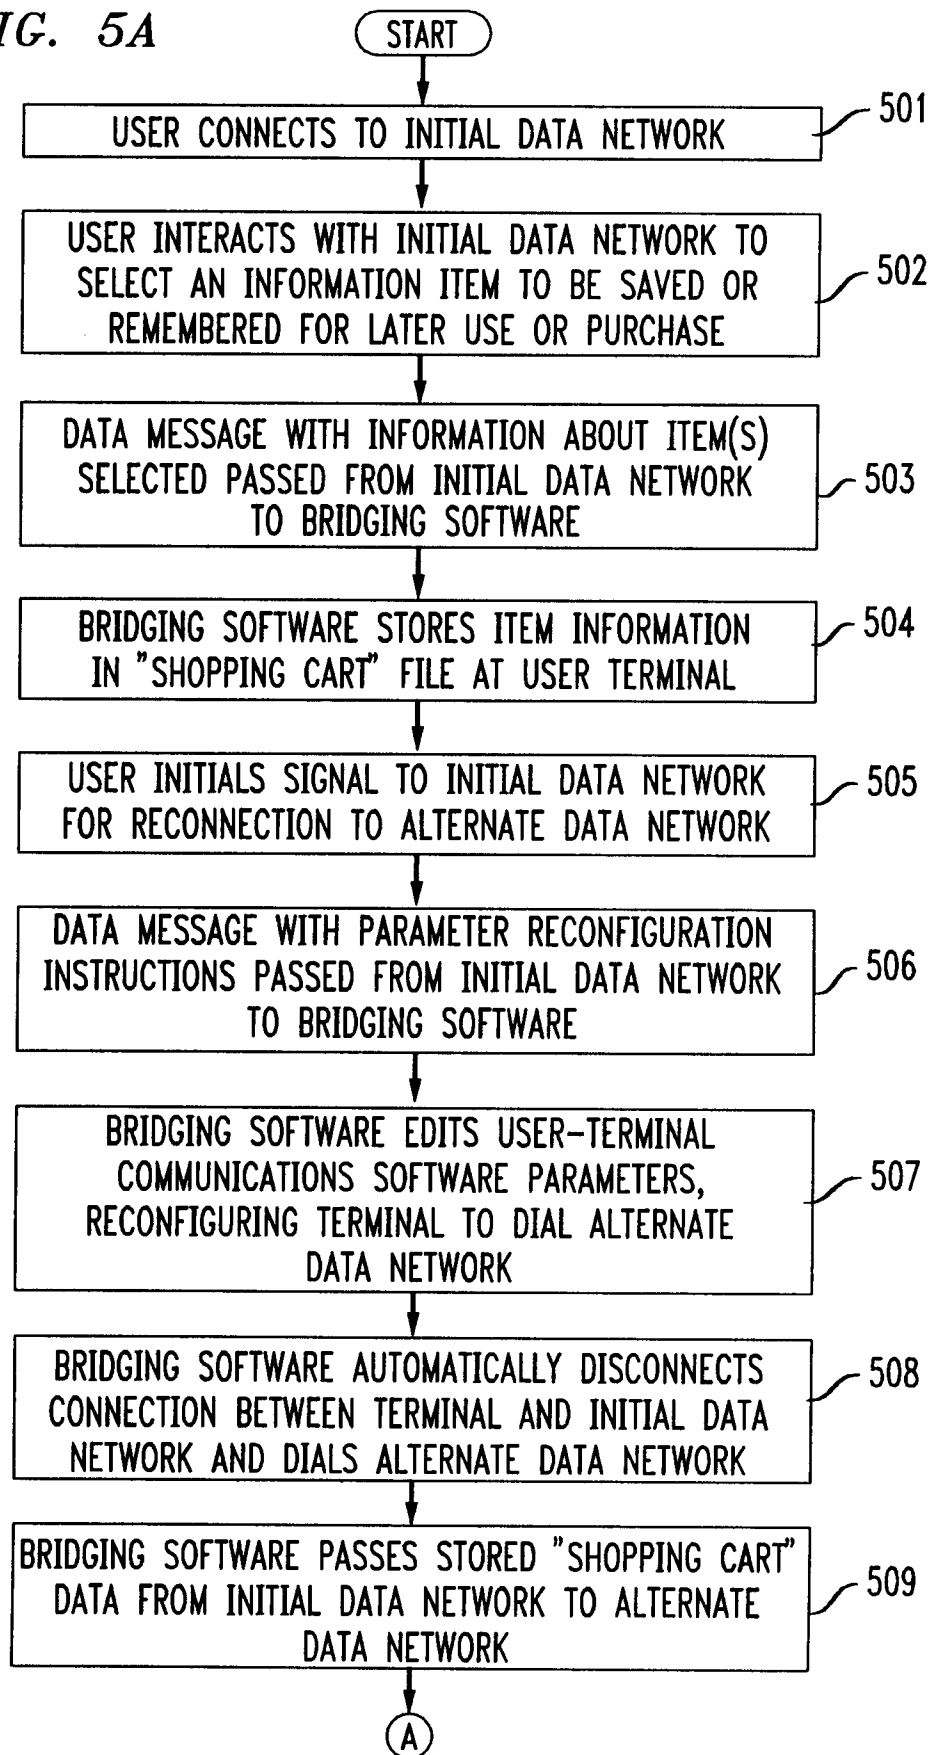 IG. 5A
START
USER CONNECTS TO INITIAL DATA NETWORK
501
USER INTERACTS WITH INITIAL DATA NETWORK TO
SELECT AN INFORMATION ITEM TO BE SAVED OR
REMEMBERED FOR LATER USE OR PURCHASE
502
DATA MESSAGE WITH INFORMATION ABOUT ITEM(S)
SELECTED PASSED FROM INITIAL DATA NETWORK
TO BRIDGING SOFTWARE
503
BRIDGING SOFTWARE STORES ITEM INFORMATION
IN "SHOPPING CART" FILE AT USER TERMINAL
504
USER INITIALS SIGNAL TO INITIAL DATA NETWORK
FOR RECONNECTION TO ALTERNATE DATA NETWORK
505
DATA MESSAGE WITH PARAMETER RECONFIGURATION
INSTRUCTIONS PASSED FROM INITIAL DATA NETWORK
TO BRIDGING SOFTWARE
506
BRIDGING SOFTWARE EDITS USER-TERMINAL
COMMUNICATIONS SOFTWARE PARAMETERS,
RECONFIGURING TERMINAL TO DIAL ALTERNATE
DATA NETWORK
507
BRIDGING SOFTWARE AUTOMATICALLY DISCONNECTS
CONNECTION BETWEEN TERMINAL AND INITIAL DATA
NETWORK AND DIALS ALTERNATE DATA NETWORK
508
BRIDGING SOFTWARE PASSES STORED "SHOPPING CART"
DATA FROM INITIAL DATA NETWORK TO ALTERNATE
DATA NETWORK
509
A